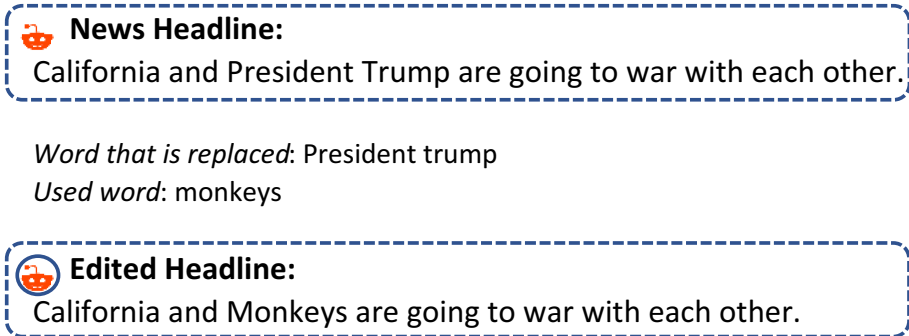 News Headline:
California and President Trump are going to war with each other.
Word that is replaced: President trump
Used word: monkeys
Edited Headline:
California and Monkeys are going to war with each other.